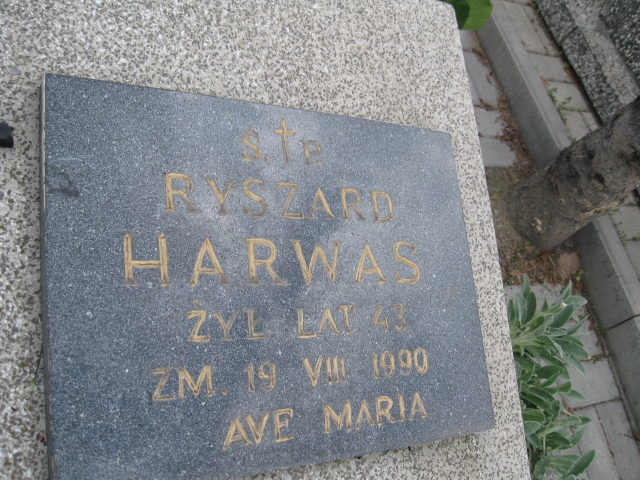 Ś. † P.
RYSZARD
HARWAS
ŻYŁ LAT 43
ZM. 19 VIII 1990
AVE MARIA